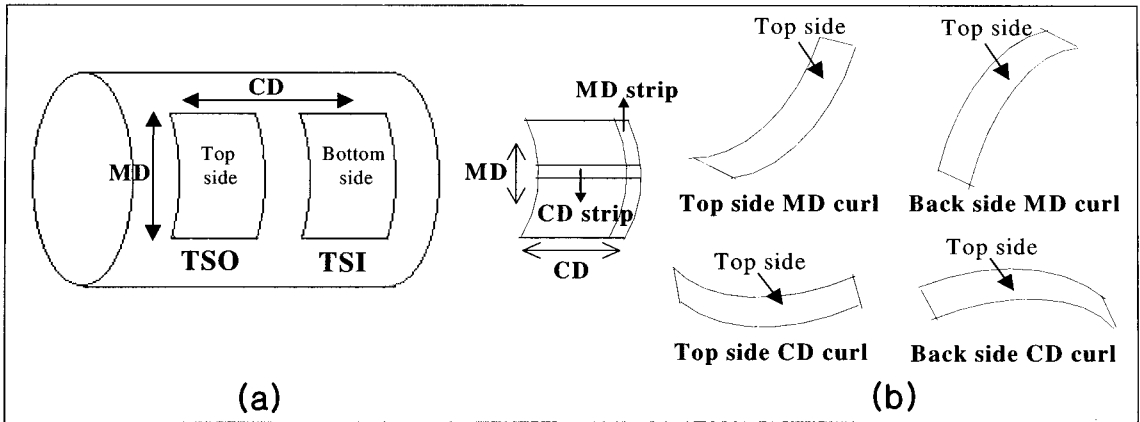 CD
MD
Top
side
Bottom
side
TSO
TSI
MD strip
MD
CD strip
CD
Top side
Top side MD curl
Top side
Back side MD curl
Top side
Top side CD curl
Top side
Back side CD curl
(a)
(b)